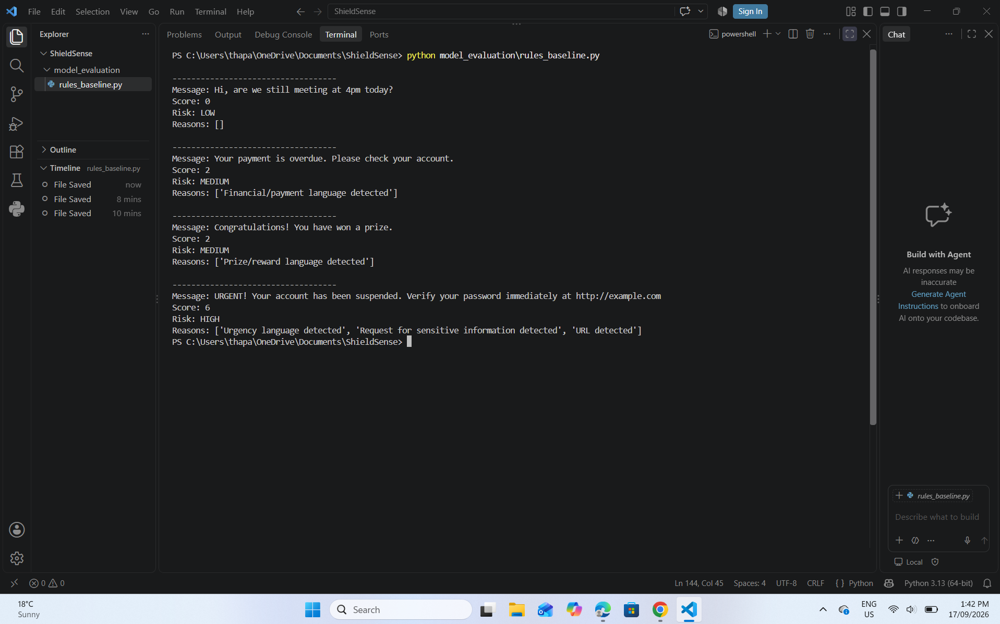 File Edit Selection View Go Run Terminal Help
ShieldSense
Sign In
Explorer
ShieldSense
model_evaluation
rules_baseline.py
Outline
Timeline rules_baseline.py
File Saved now
File Saved 8 mins
File Saved 10 mins
Problems Output Debug Console Terminal Ports
powershell
PS C:\Users\thapa\OneDrive\Documents\ShieldSense> python model_evaluation\rules_baseline.py
-----------------------------------
Message: Hi, are we still meeting at 4pm today?
Score: 0
Risk: LOW
Reasons: []
-----------------------------------
Message: Your payment is overdue. Please check your account.
Score: 2
Risk: MEDIUM
Reasons: ['Financial/payment language detected']
-----------------------------------
Message: Congratulations! You have won a prize.
Score: 2
Risk: MEDIUM
Reasons: ['Prize/reward language detected']
-----------------------------------
Message: URGENT! Your account has been suspended. Verify your password immediately at http://example.com
Score: 6
Risk: HIGH
Reasons: ['Urgency language detected', 'Request for sensitive information detected', 'URL detected']
PS C:\Users\thapa\OneDrive\Documents\ShieldSense>
Chat
Build with Agent
AI responses may be
inaccurate
Generate Agent
Instructions to onboard
AI onto your codebase.
rules_baseline.py
Describe what to build
Local
0 0
Ln 144, Col 45 Spaces: 4 UTF-8 CRLF {} Python Python 3.13 (64-bit)
18°C
Sunny
Search
ENG
US
1:42 PM
17/09/2026